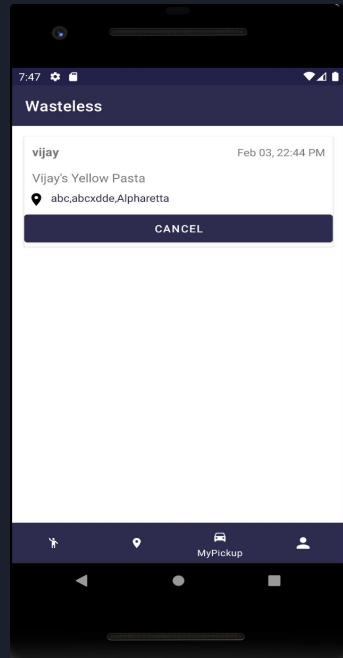 7:47
Wasteless
vijay Feb 03, 22:44 PM
Vijay's Yellow Pasta
abc,abcxdde,Alpharetta
CANCEL
MyPickup